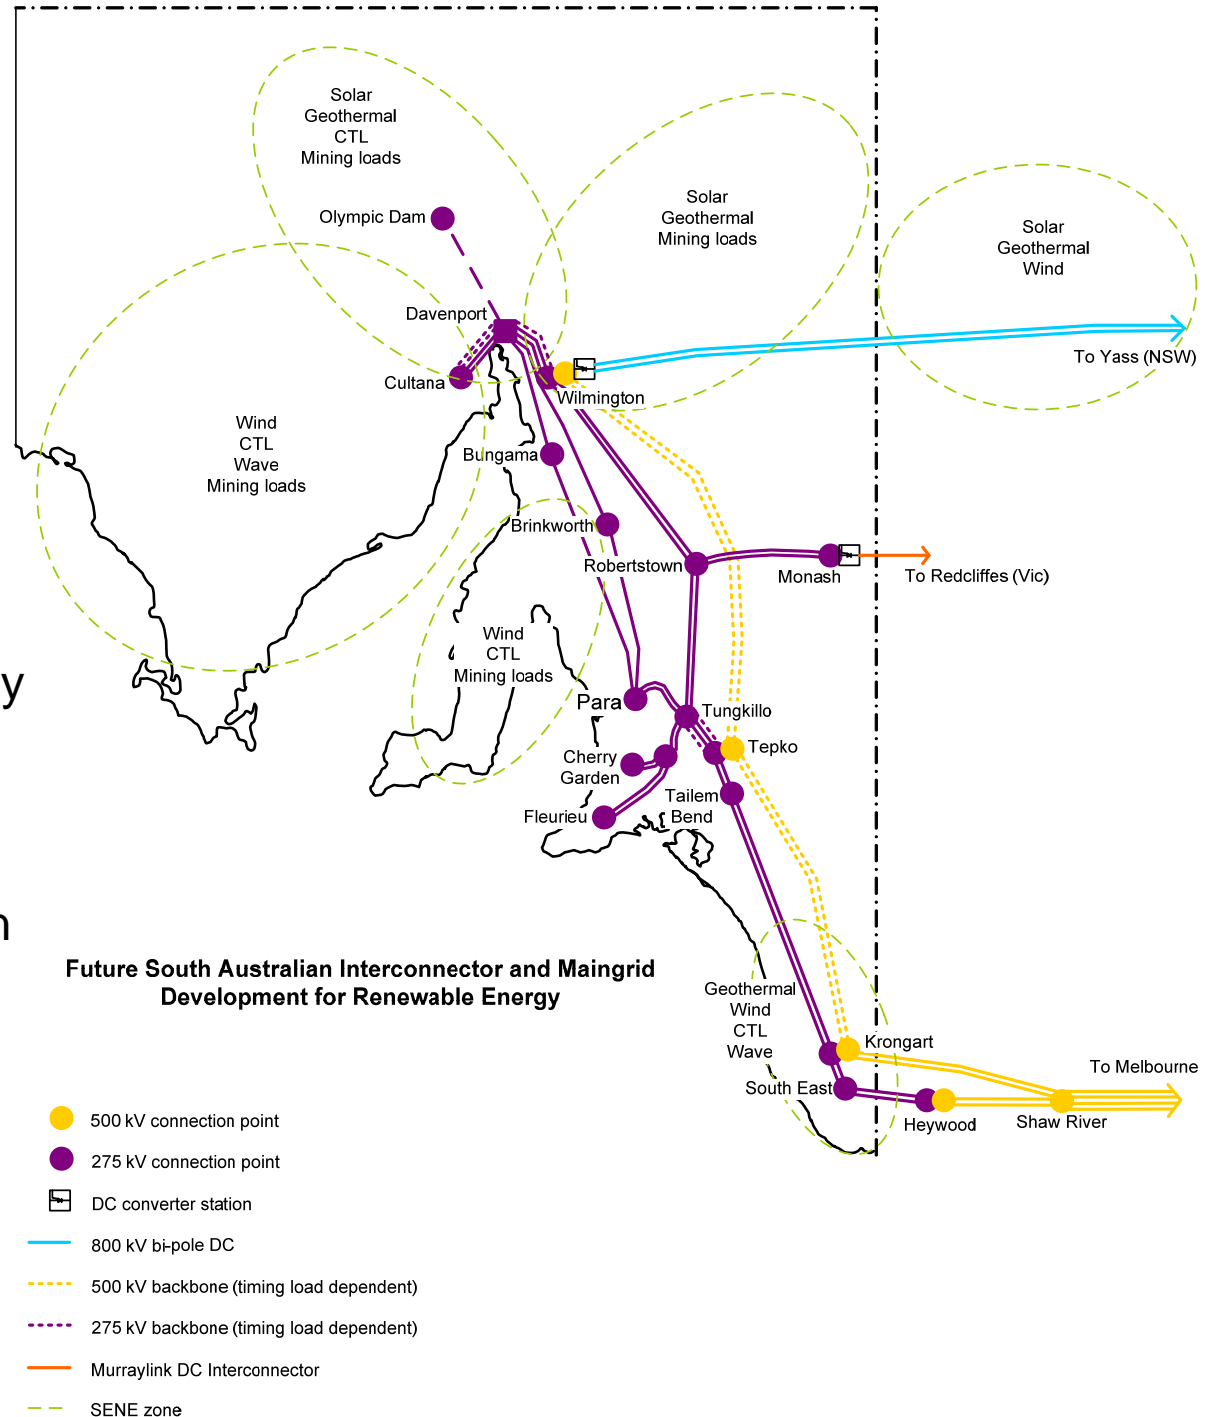 Solar
Geothermal
CTL
Mining loads
Solar
Geothermal
Mining loads
Solar
Geothermal
Wind
Olympic Dam
Davenport
To Yass (NSW)
Cultana
Wilmington
Wind
CTL
Wave
Mining loads
Bungama
Brinkworth
Robertstown
Monash
To Redcliffes (Vic)
Wind
CTL
Mining loads
y
Para
Tungkillo
Tepko
Cherry
Garden
Tailem
Bend
Fleurieu
n
Future South Australian Interconnector and Maingrid
Development for Renewable Energy
Geothermal
Wind
CTL
Wave
Krongart
To Melbourne
South East
Heywood
Shaw River
500 kV connection point
275 kV connection point
DC converter station
800 kV bi-pole DC
500 kV backbone (timing load dependent)
275 kV backbone (timing load dependent)
Murraylink DC Interconnector
SENE zone